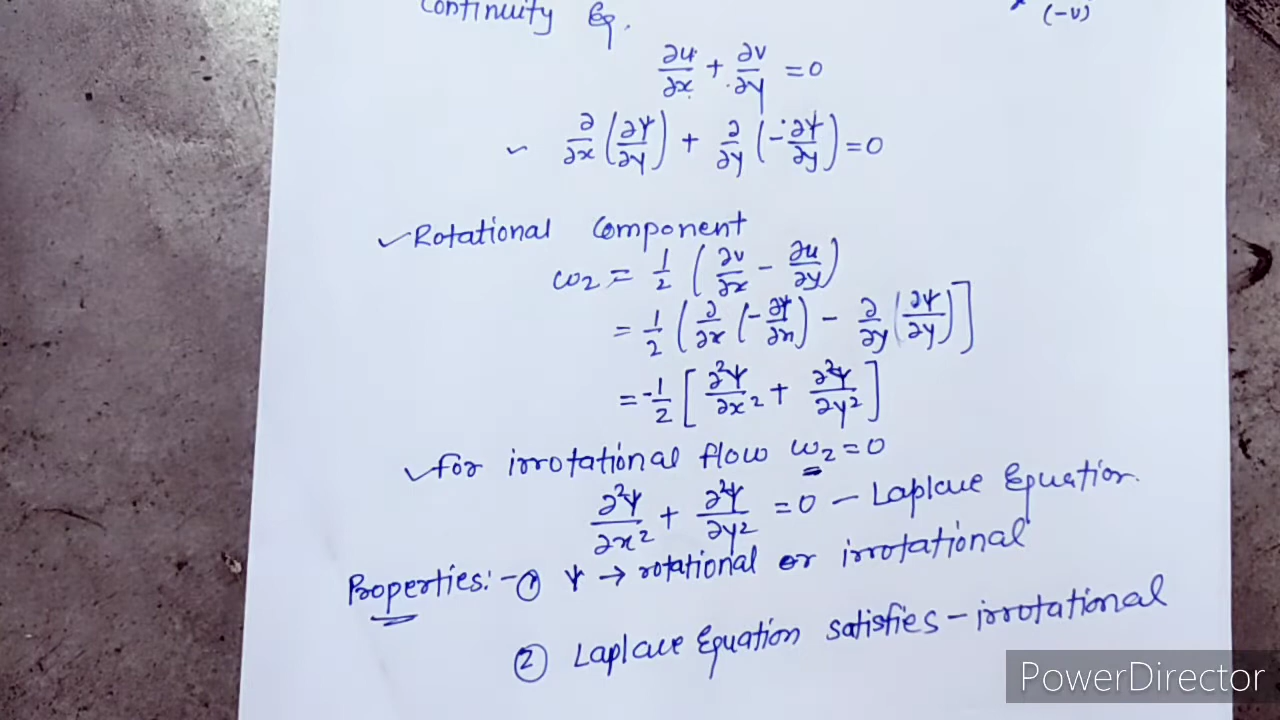 Continuity Eq.
(-v)
∂u/∂x + ∂v/∂y = 0
∂/∂x (∂ψ/∂y) + ∂/∂y (-∂ψ/∂y) = 0
✓Rotational Component
ω2 = 1/2 (∂v/∂x - ∂u/∂y)
= 1/2 (∂/∂x (-∂ψ/∂n) - ∂/∂y (∂ψ/∂y)]
= -1/2 [∂²ψ/∂x² + ∂²ψ/∂y²]
✓for irrotational flow ω2 = 0
∂²ψ/∂x² + ∂²ψ/∂y² = 0 - Laplace Equation.
Properties:- ① ψ → rotational or irrotational
② Laplace Equation satisfies - irrotational
PowerDirector